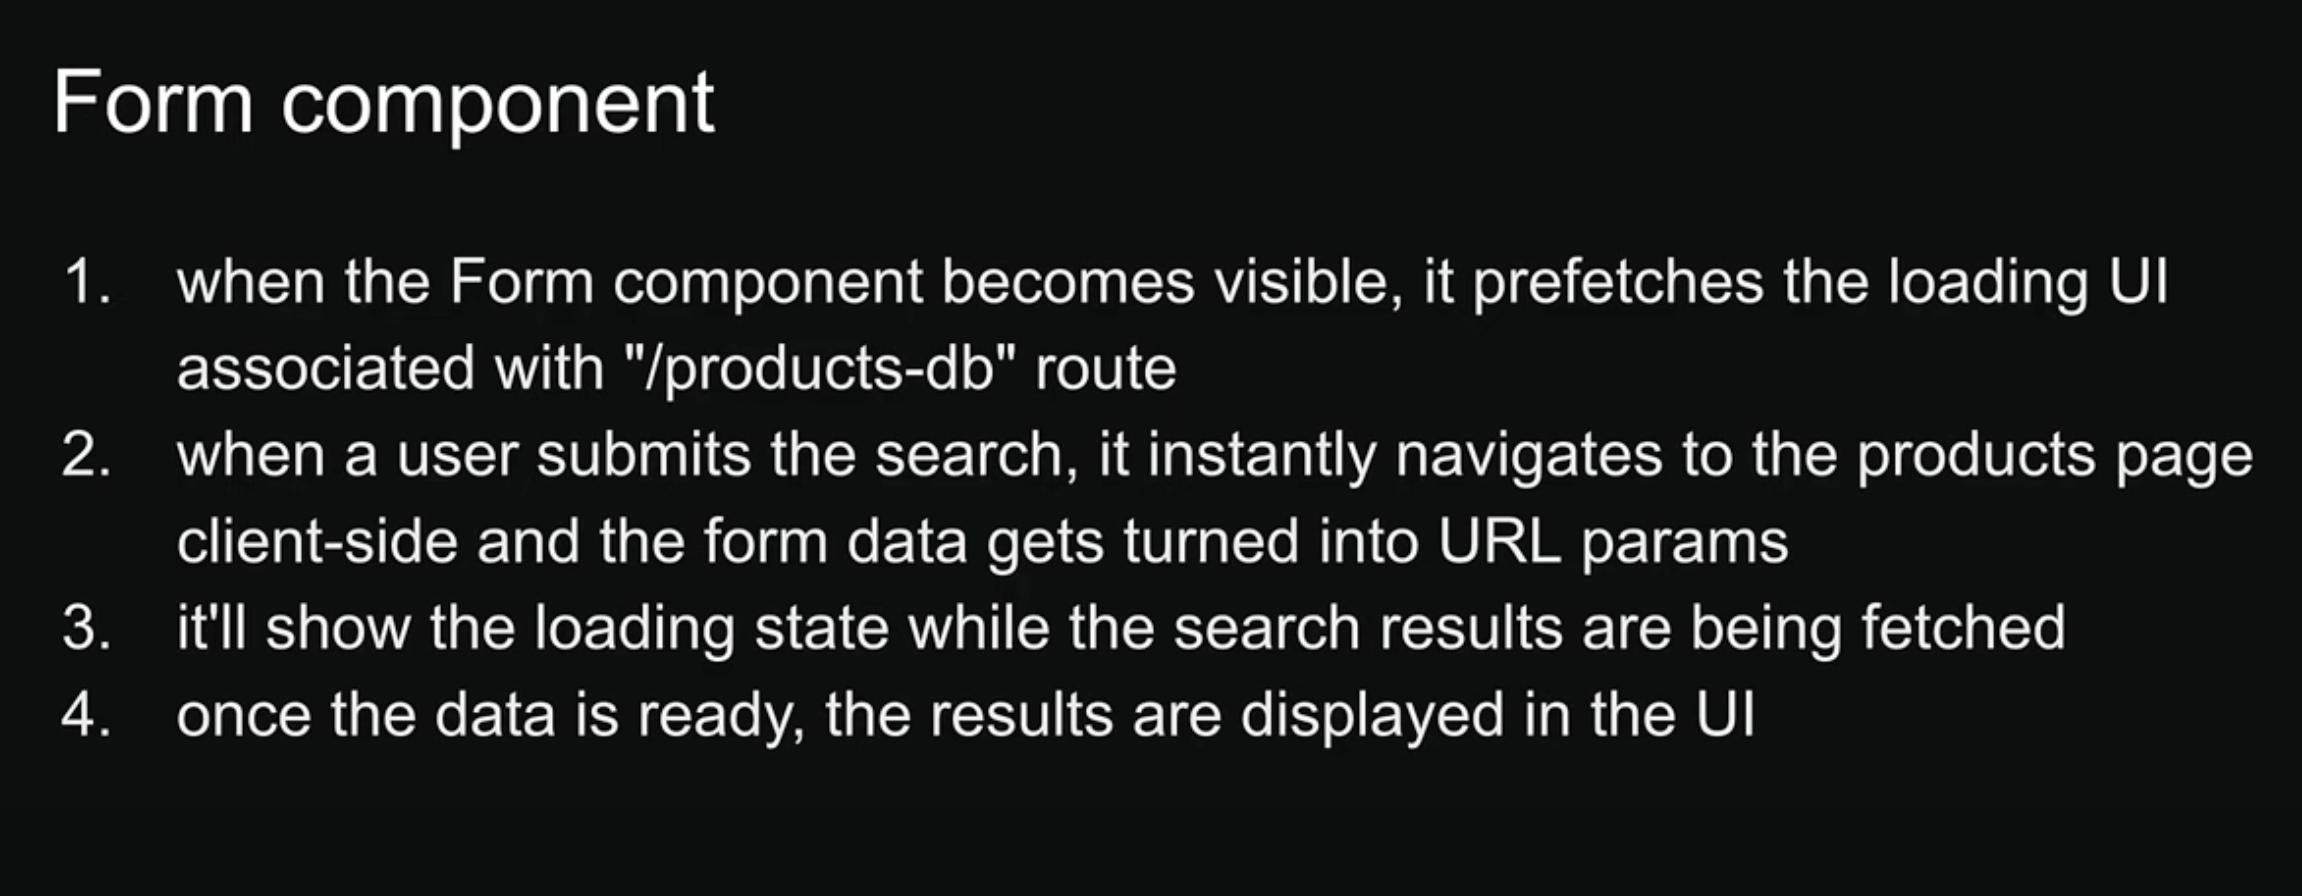 Form component
1. when the Form component becomes visible, it prefetches the loading UI
associated with "/products-db" route
2. when a user submits the search, it instantly navigates to the products page
client-side and the form data gets turned into URL params
3. it'll show the loading state while the search results are being fetched
4. once the data is ready, the results are displayed in the UI